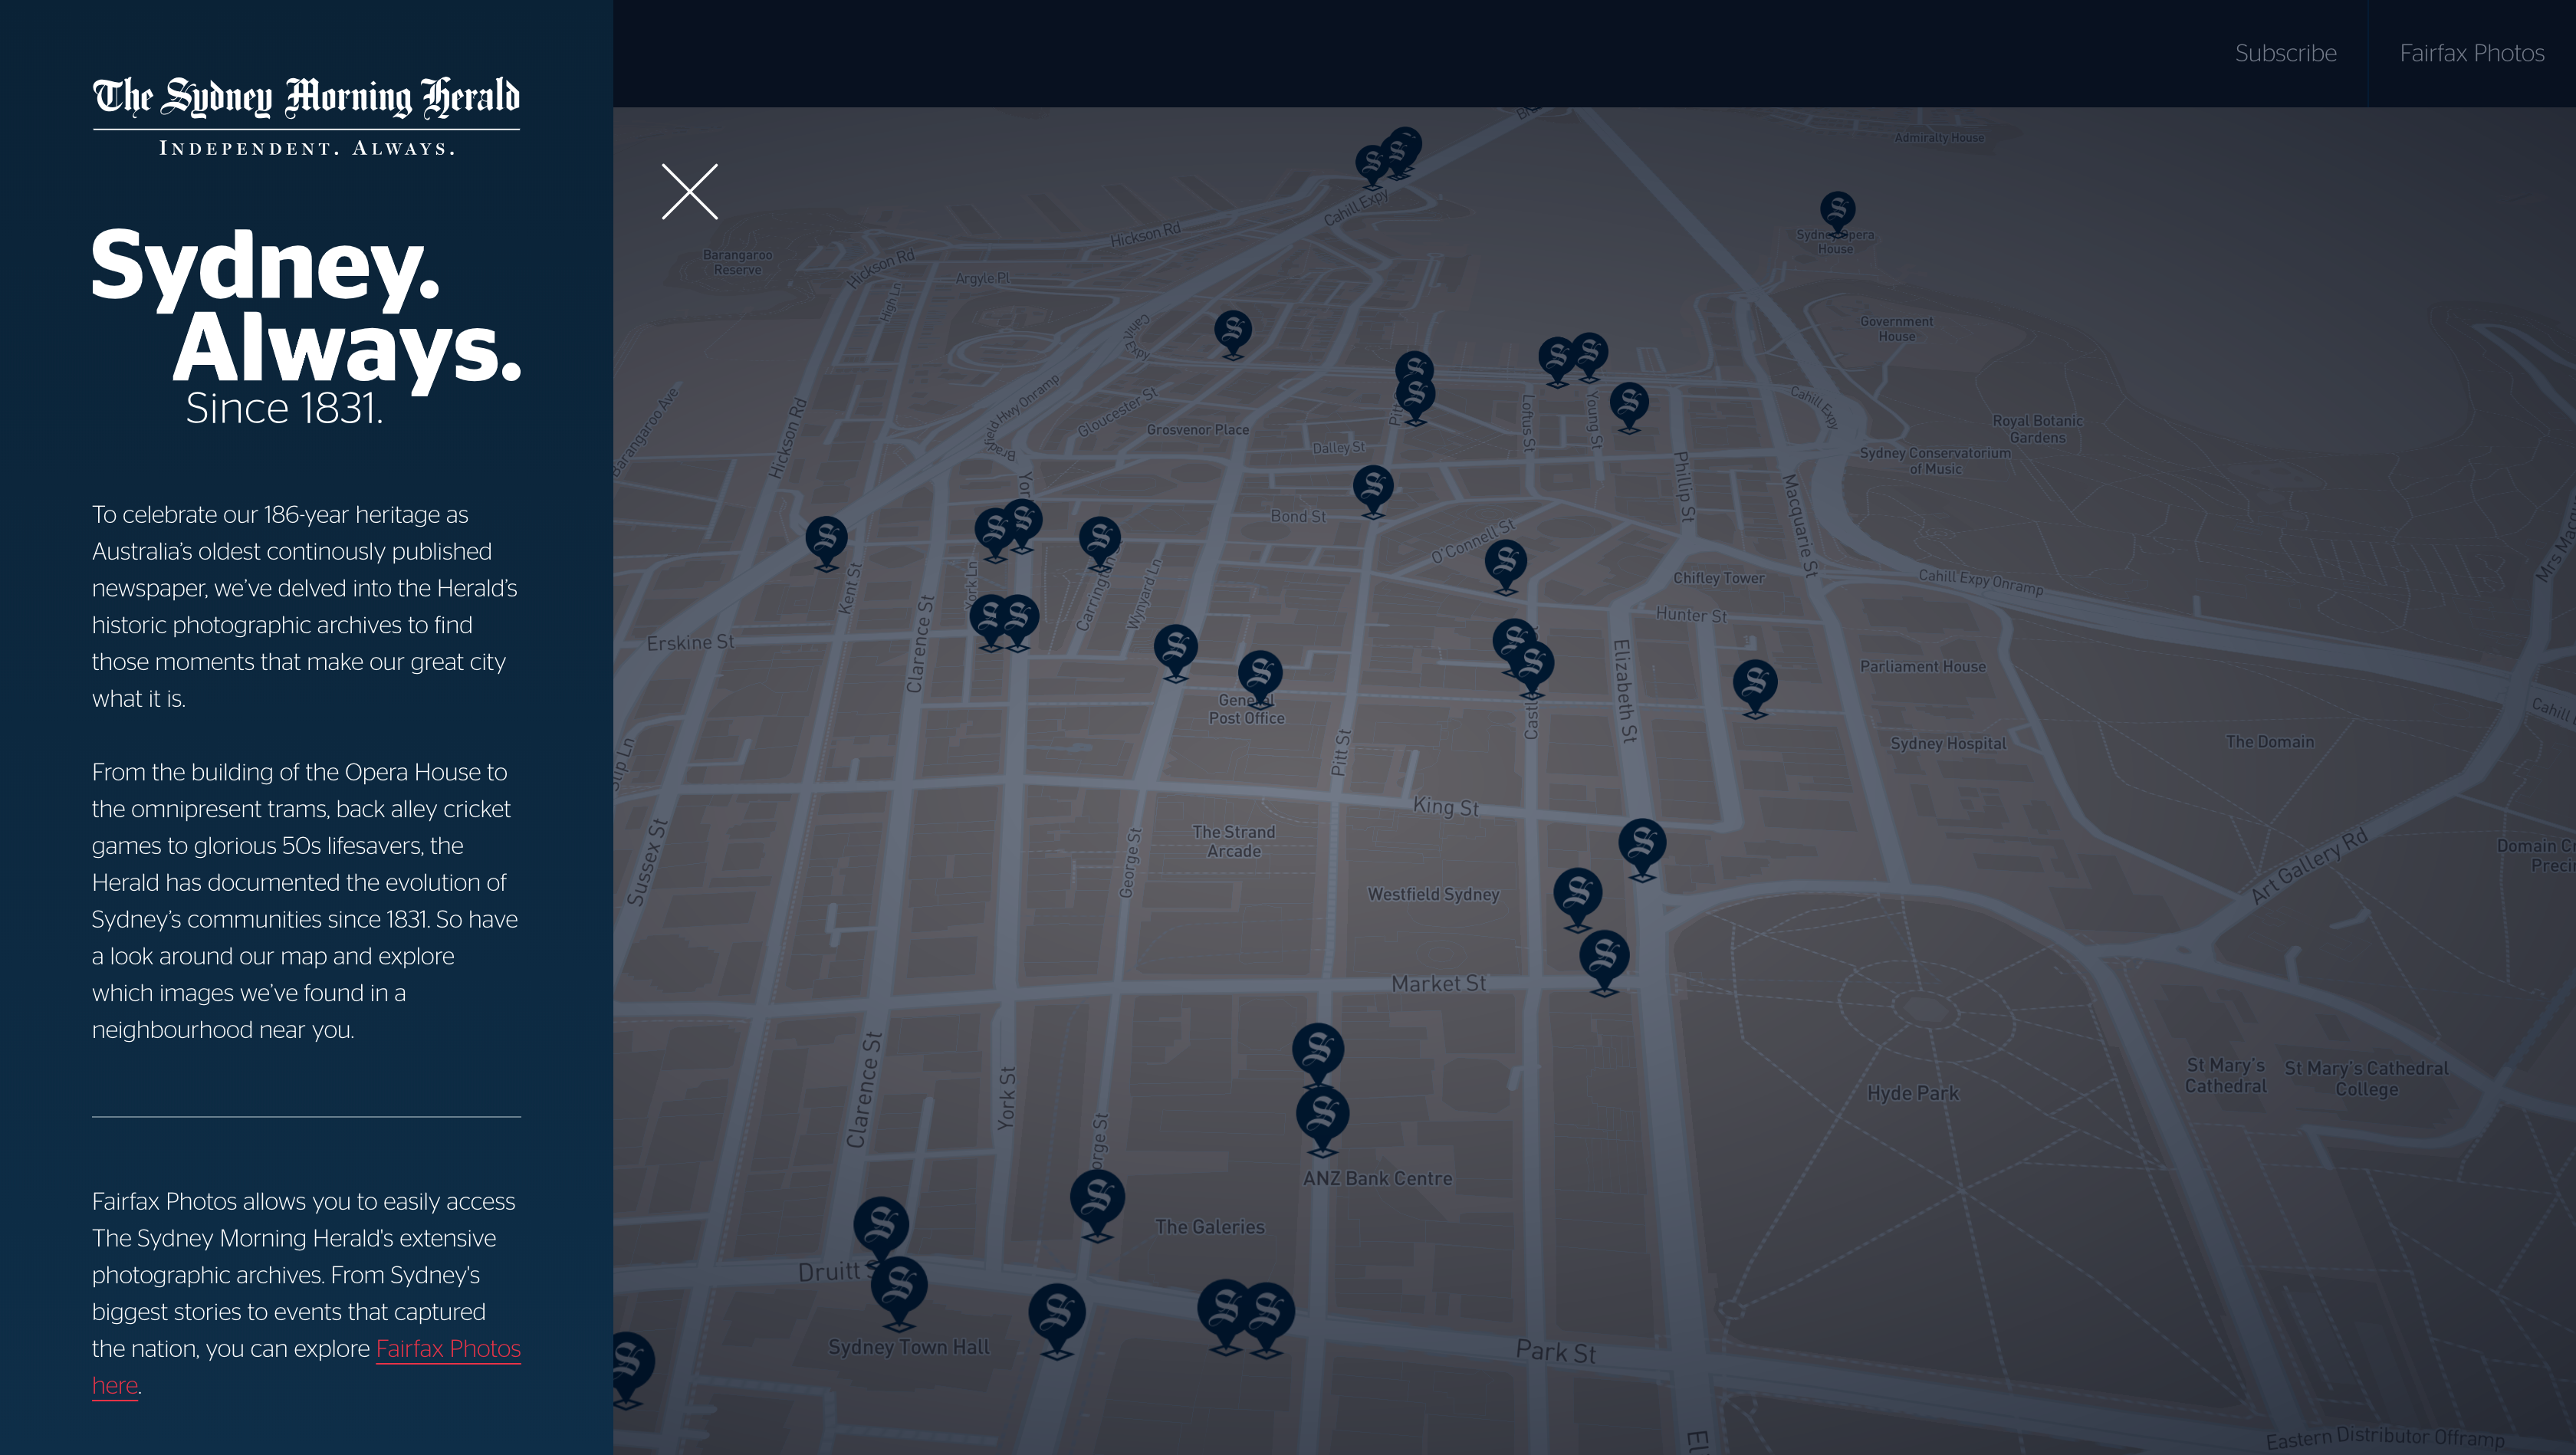 The Sydney Morning Herald
INDEPENDENT. ALWAYS.
Sydney.
Always.
Since 1831.
To celebrate our 186-year heritage as
Australia's oldest continously published
newspaper, we've delved into the Herald's
historic photographic archives to find
those moments that make our great city
what it is.
From the building of the Opera House to
the omnipresent trams, back alley cricket
games to glorious 50s lifesavers, the
Herald has documented the evolution of
Sydney's communities since 1831. So have
a look around our map and explore
which images we've found in a
neighbourhood near you.
Fairfax Photos allows you to easily access
The Sydney Morning Herald's extensive
photographic archives. From Sydney's
biggest stories to events that captured
the nation, you can explore Fairfax Photos
here.
Subscribe
Fairfax Photos
Admiralty House
Cahill Expy
Sydney Opera
House
Hickson Rd
Barangaroo
Reserve
Hickson Rd
Argyle Pl
High Ln
Government
House
Cahill
Expy
Hickson Rd
Barangaroo Ave
Gloucester St
Grosvenor Place
Dalley St
Loftus St
Young St
Cahill Expy
Royal Botanic
Gardens
Sydney Conservatorium
of Music
Phillip St
Macquarie St
Bond St
O'Connell St
Chifley Tower
Cahill Expy Onramp
Hunter St
Kent St
York Ln
Wynyard Ln
Clarence St
Erskine St
Elizabeth St
Parliament House
General
Post Office
Pitt St
Sydney Hospital
The Domain
King St
The Strand
Arcade
George St
Sussex St
Westfield Sydney
Art Gallery Rd
Market St
Clarence St
York St
Hyde Park
St Mary's
Cathedral
St Mary's Cathedral
College
ANZ Bank Centre
The Galeries
Druitt
Sydney Town Hall
Park St
Eastern Distributor Offramp